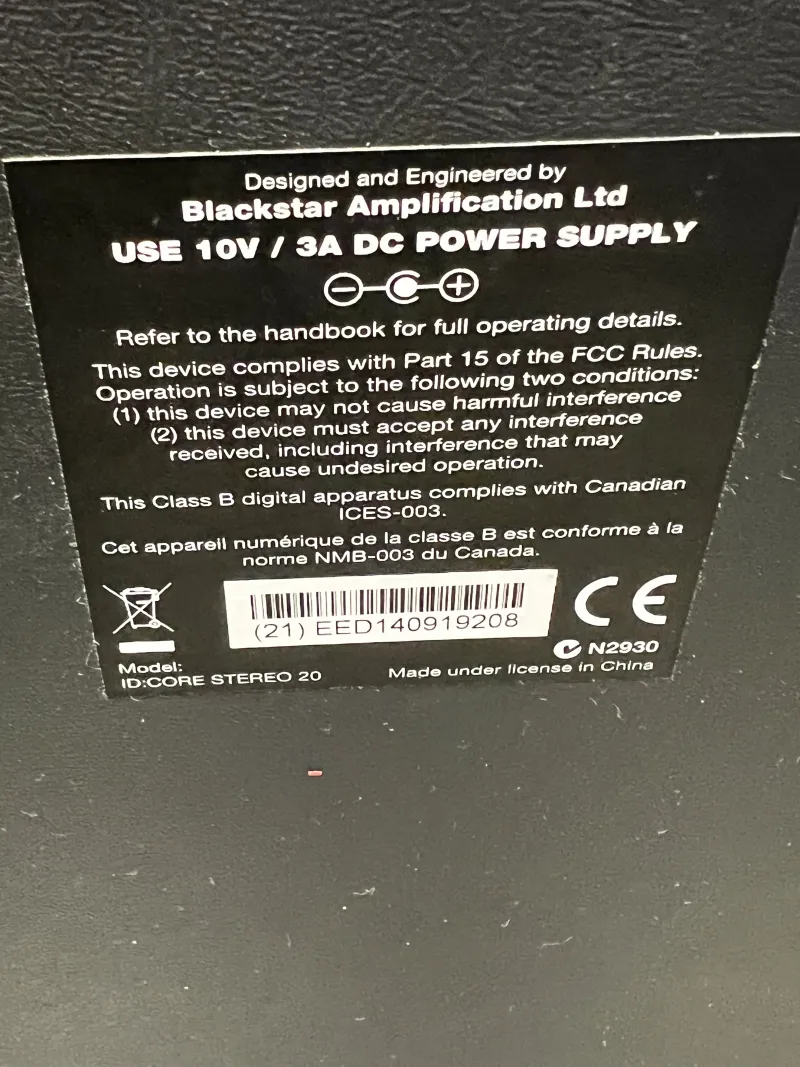 Designed and Engineered by
Blackstar Amplification Ltd
USE 10V / 3A DC POWER SUPPLY
Refer to the handbook for full operating details.
This device complies with Part 15 of the FCC Rules.
Operation is subject to the following two conditions:
(1) this device may not cause harmful interference
(2) this device must accept any interference
received, including interference that may
cause undesired operation.
This Class B digital apparatus complies with Canadian
ICES-003.
Cet appareil numérique de la classe B est conforme à la
norme NMB-003 du Canada.
(21) EED140919208
CE
N2930
Model:
ID:CORE STEREO 20
Made under license in China